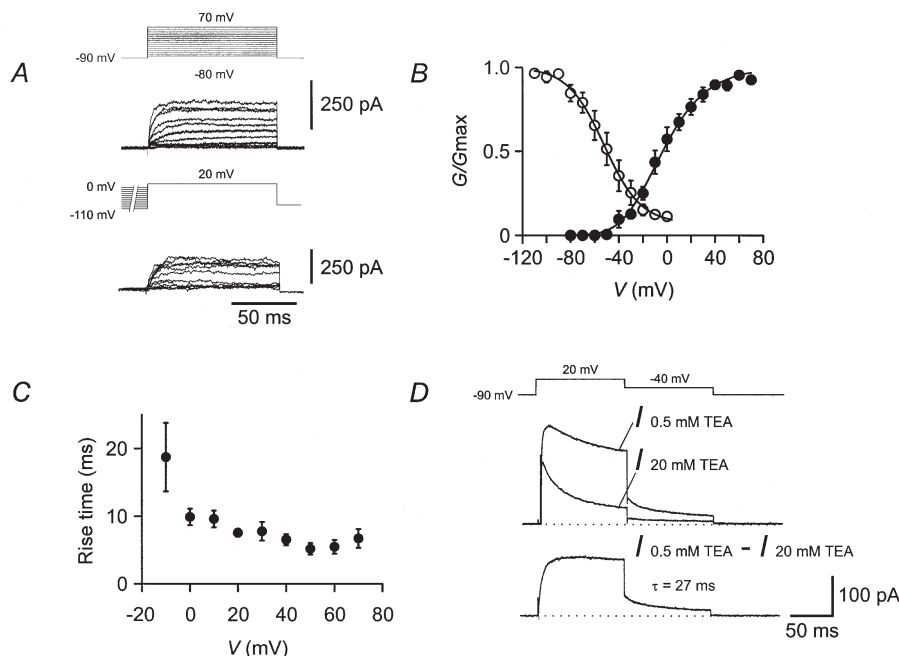 A
70 mV
-90 mV
-80 mV
250 pA
0 mV
20 mV
-110 mV
250 pA
50 ms
B
1.0
0.5
0
G/Gmax
-120 -80 -40 0 40 80
V (mV)
C
20
10
0
Rise time (ms)
-20 0 20 40 60 80
V (mV)
D
20 mV
-40 mV
-90 mV
I 0.5 mM TEA
I 20 mM TEA
I 0.5 mM TEA - I 20 mM TEA
τ = 27 ms
100 pA
50 ms